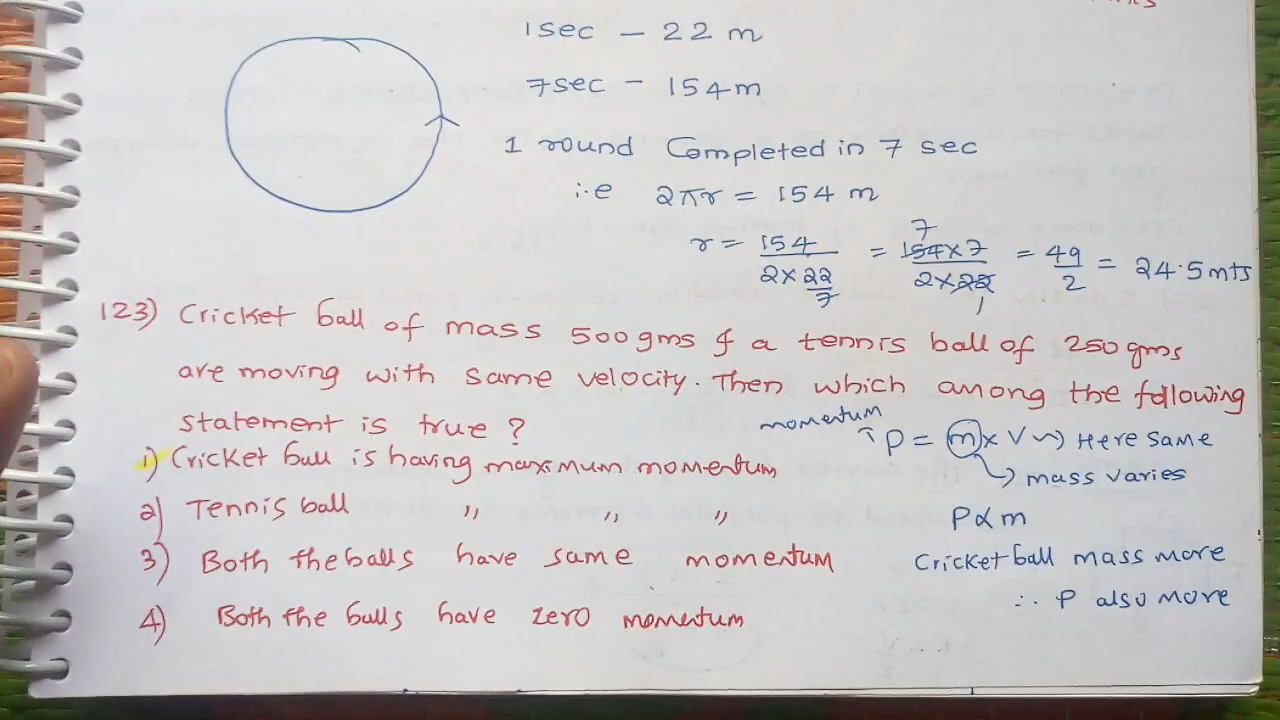 1sec - 22 m
7sec - 154m
1 round Completed in 7 sec
i.e 2πr = 154 m
r = 154 / (2 × 22/7) = 7 154×7 / 2×22 1 = 49/2 = 24.5mts
123) Cricket ball of mass 500gms & a tennis ball of 250gms
are moving with same velocity. Then which among the following
statement is true?
momentum ↑ P = m × V → Here same
1) Cricket ball is having maximum momentum
→ mass varies
2) Tennis ball ,, ,, ,,
P ∝ m
3) Both the balls have same momentum
Cricket ball mass more
∴ P also more
4) Both the balls have zero momentum